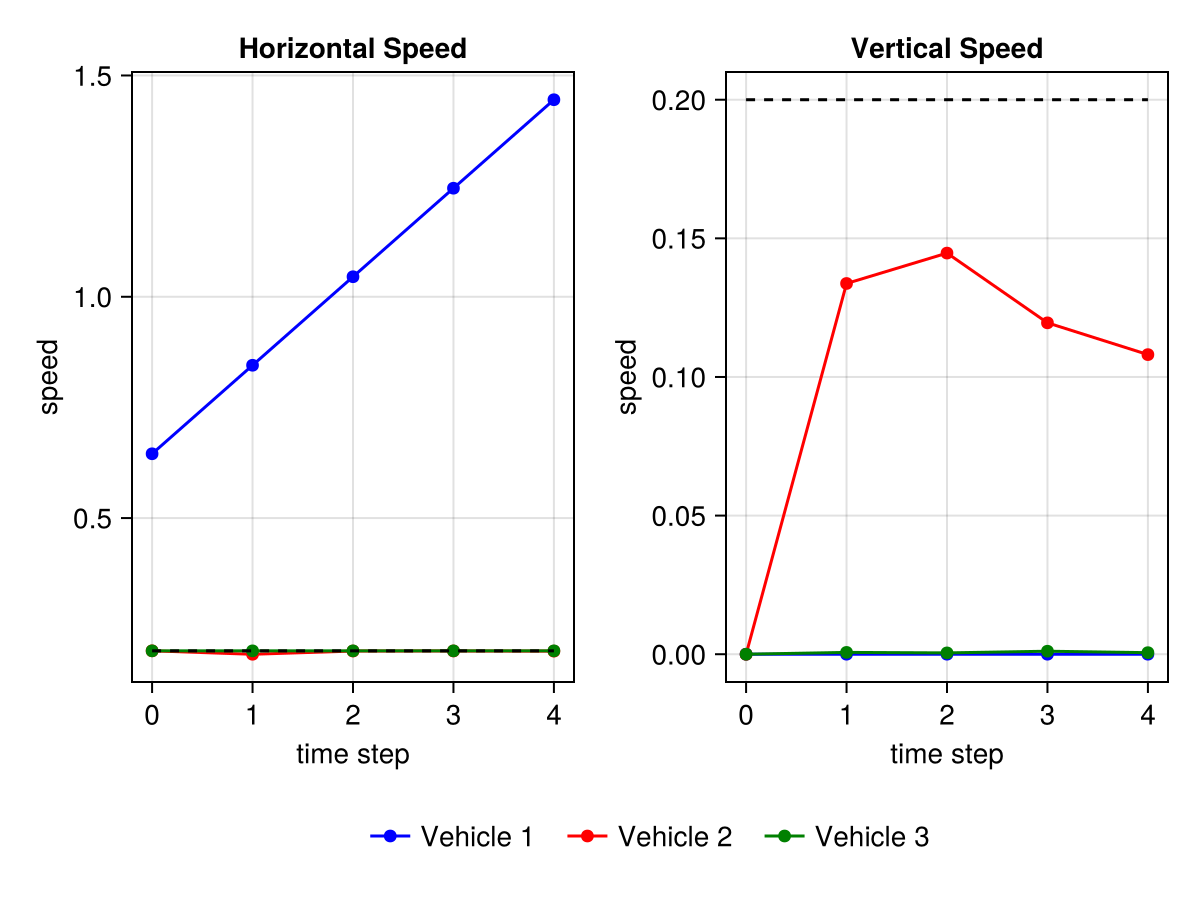 Horizontal Speed
1.5
1.0
0.5
speed
0 1 2 3 4
time step
Vertical Speed
0.20
0.15
0.10
0.05
0.00
speed
0 1 2 3 4
time step
Vehicle 1 Vehicle 2 Vehicle 3